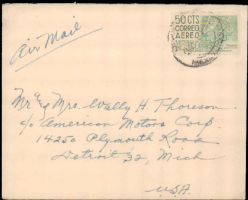 Air Mail
50 CTS
CORREO
AEREO
Mr & Mrs. Wally H. Thoreson
c/o American Motors Corp.
14250 Plymouth Road
Detroit 32, Mich
U.S.A.